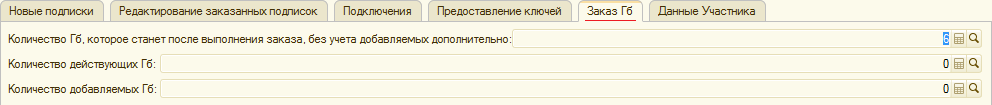 Новые подписки Редактирование заказанных подписок Подключения Предоставление ключей Заказ Гб Данные Участника
Количество Гб, которое станет после выполнения заказа, без учета добавляемых дополнительно: 6
Количество действующих Гб: 0
Количество добавляемых Гб: 0